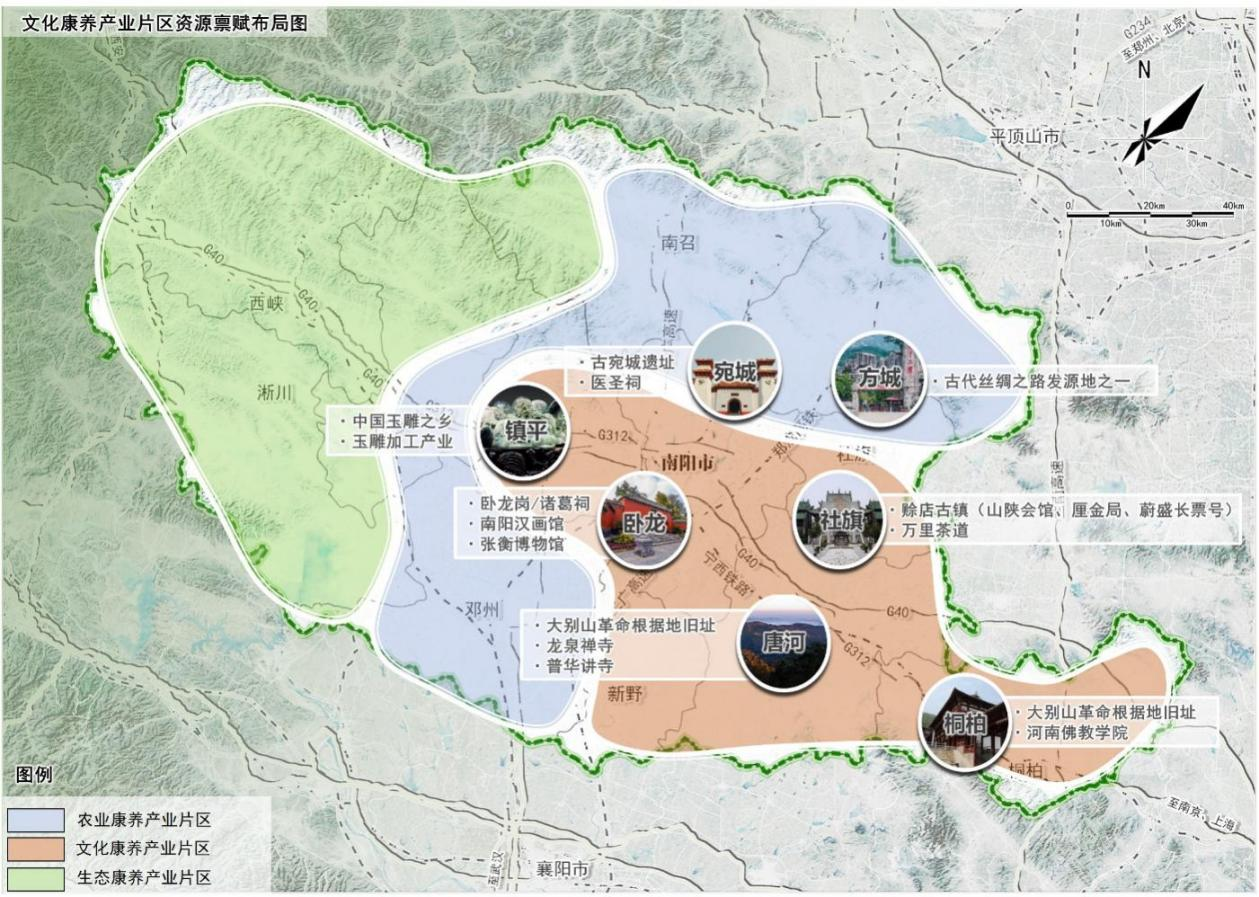 文化康养产业片区资源禀赋布局图
G234
至郑州、北京
N
平顶山市
0 20km 40km
10km 30km
南召
G40
西峡
G40
淅川
G40
· 古宛城遗址
· 医圣祠
宛城
方城
· 古代丝绸之路发源地之一
· 中国玉雕之乡
· 玉雕加工产业
镇平
G312
南阳市
· 卧龙岗/诸葛祠
· 南阳汉画馆
· 张衡博物馆
卧龙
社旗
· 赊店古镇（山陕会馆、厘金局、蔚盛长票号）
· 万里茶道
G40
宁西铁路
G40
邓州
· 大别山革命根据地旧址
· 龙泉禅寺
· 普华讲寺
唐河
G312
新野
桐柏
· 大别山革命根据地旧址
· 河南佛教学院
桐柏
至南京、上海
图例
农业康养产业片区
文化康养产业片区
生态康养产业片区
至武汉
襄阳市